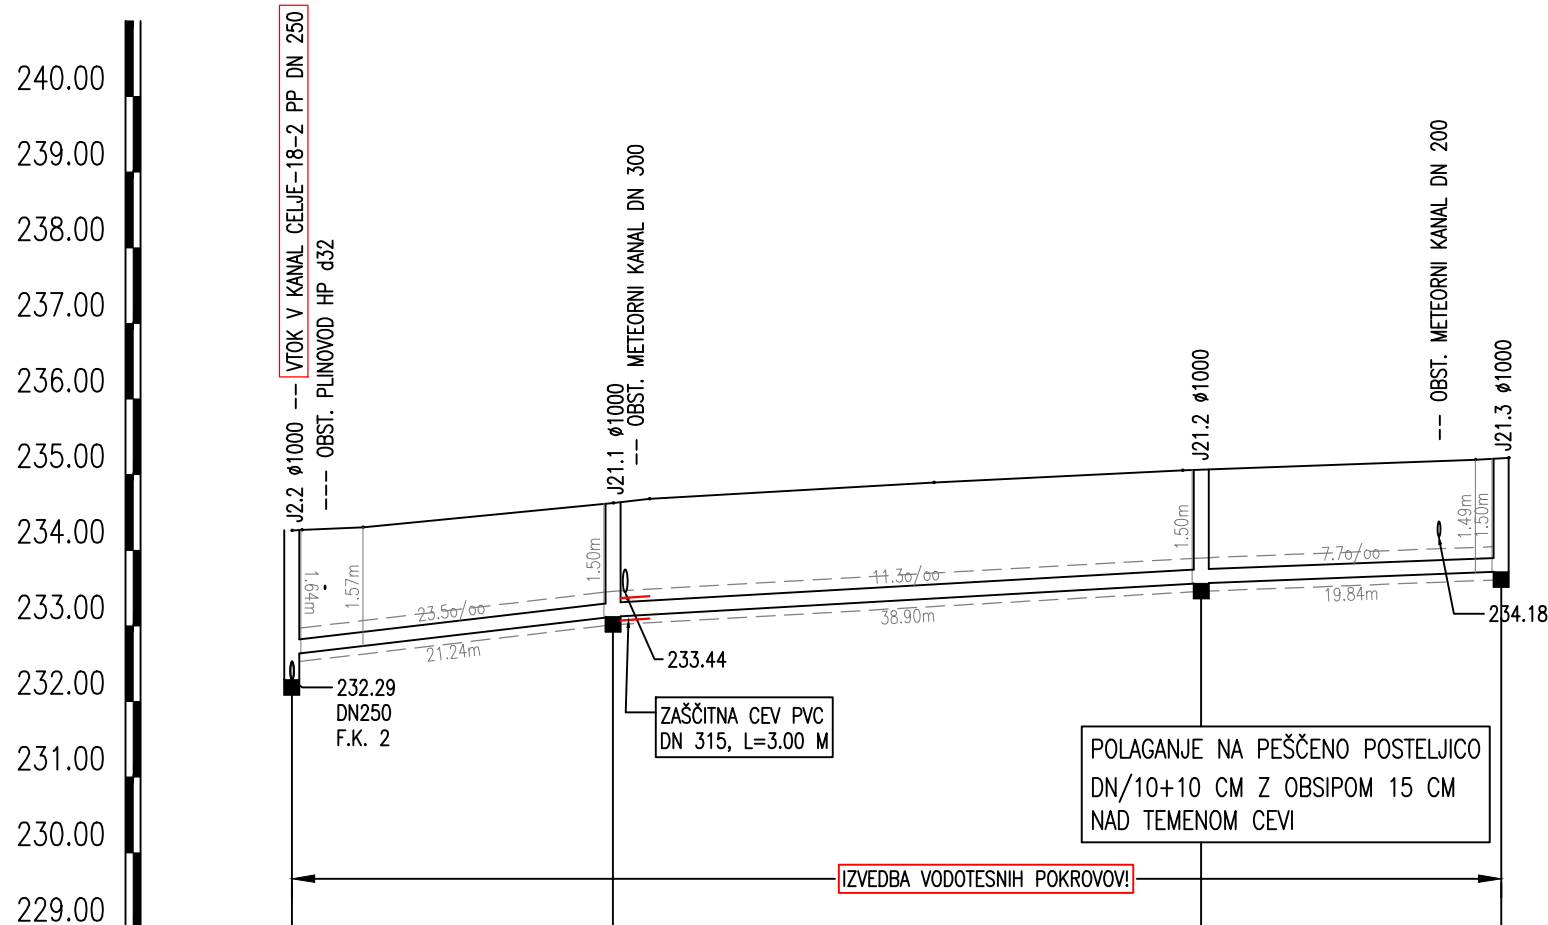 240.00
239.00
238.00
237.00
236.00
235.00
234.00
233.00
232.00
231.00
230.00
229.00
J2.2 ø1000 -- VTOK V KANAL CELJE-18-2 PP DN 250
---- OBST. PLINOVOD HP d32
J21.1 ø1000
-- OBST. METEORNI KANAL DN 300
J21.2 ø1000
-- OBST. METEORNI KANAL DN 200
J21.3 ø1000
1.64m
1.57m
1.50m
1.50m
1.49m
1.50m
23.5o/oo
21.24m
11.3o/oo
38.90m
7.7o/oo
19.84m
232.29
DN250
F.K. 2
233.44
234.18
ZAŠČITNA CEV PVC
DN 315, L=3.00 M
POLAGANJE NA PEŠČENO POSTELJICO
DN/10+10 CM Z OBSIPOM 15 CM
NAD TEMENOM CEVI
IZVEDBA VODOTESNIH POKROVOV!